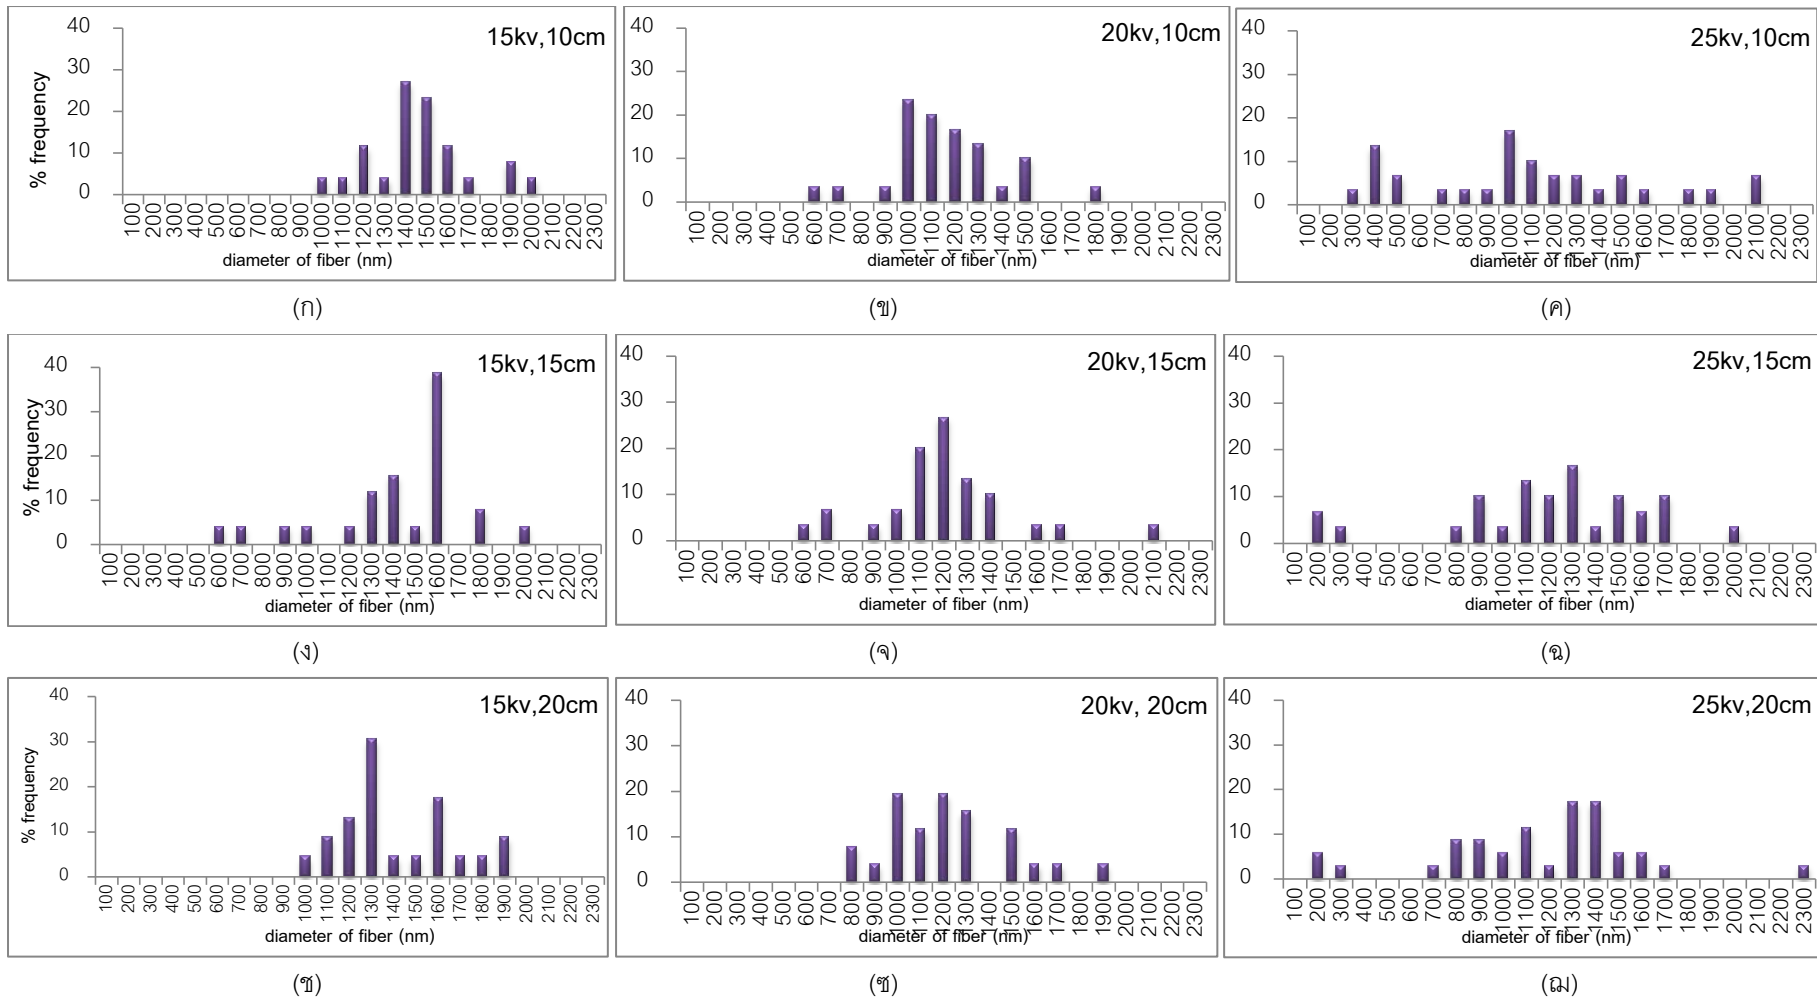 15kv,10cm
% frequency
40
30
20
10
0
100 200 300 400 500 600 700 800 900 1000 1100 1200 1300 1400 1500 1600 1700 1800 1900 2000 2100 2200 2300
diameter of fiber (nm)
(ก)
20kv,10cm
40
30
20
10
0
100 200 300 400 500 600 700 800 900 1000 1100 1200 1300 1400 1500 1600 1700 1800 1900 2000 2100 2200 2300
diameter of fiber (nm)
(ข)
25kv,10cm
40
30
20
10
0
100 200 300 400 500 600 700 800 900 1000 1100 1200 1300 1400 1500 1600 1700 1800 1900 2000 2100 2200 2300
diameter of fiber (nm)
(ค)
15kv,15cm
% frequency
40
30
20
10
0
100 200 300 400 500 600 700 800 900 1000 1100 1200 1300 1400 1500 1600 1700 1800 1900 2000 2100 2200 2300
diameter of fiber (nm)
(ง)
20kv,15cm
40
30
20
10
0
100 200 300 400 500 600 700 800 900 1000 1100 1200 1300 1400 1500 1600 1700 1800 1900 2000 2100 2200 2300
diameter of fiber (nm)
(จ)
25kv,15cm
40
30
20
10
0
100 200 300 400 500 600 700 800 900 1000 1100 1200 1300 1400 1500 1600 1700 1800 1900 2000 2100 2200 2300
diameter of fiber (nm)
(ฉ)
15kv,20cm
% frequency
40
30
20
10
0
100 200 300 400 500 600 700 800 900 1000 1100 1200 1300 1400 1500 1600 1700 1800 1900 2000 2100 2200 2300
diameter of fiber (nm)
(ช)
20kv, 20cm
40
30
20
10
0
100 200 300 400 500 600 700 800 900 1000 1100 1200 1300 1400 1500 1600 1700 1800 1900 2000 2100 2200 2300
diameter of fiber (nm)
(ซ)
25kv,20cm
40
30
20
10
0
100 200 300 400 500 600 700 800 900 1000 1100 1200 1300 1400 1500 1600 1700 1800 1900 2000 2100 2200 2300
diameter of fiber (nm)
(ฌ)